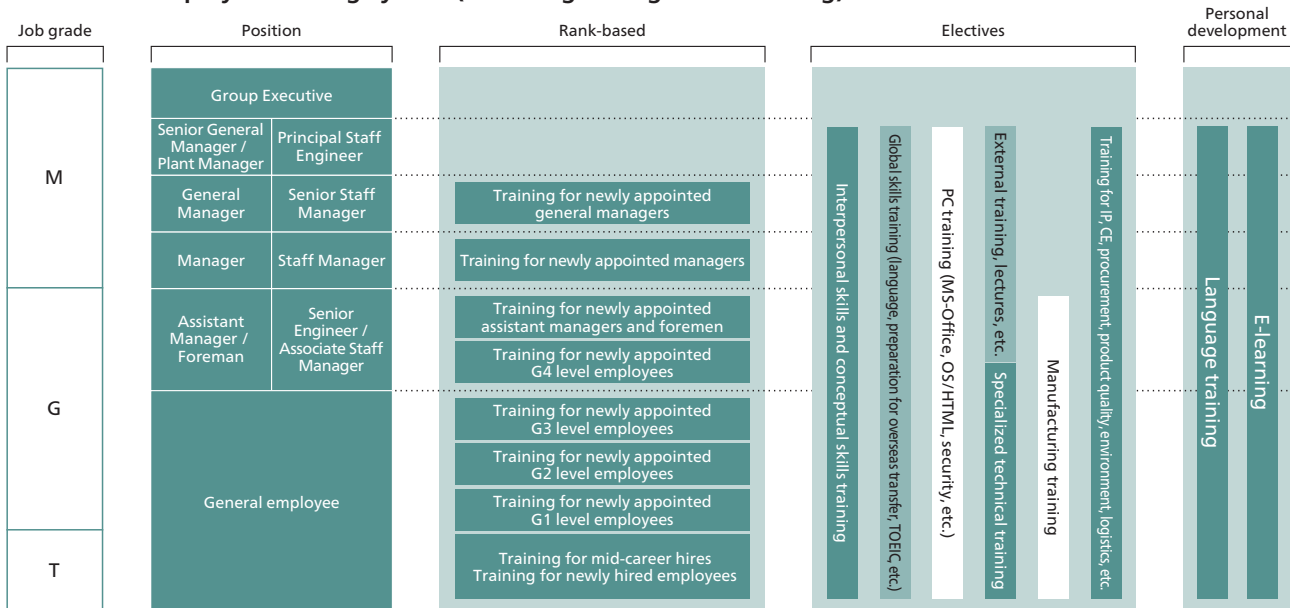 Job grade
Position
Rank-based
Electives
Personal
development
M
G
T
Group Executive
Senior General
Manager /
Plant Manager
Principal Staff
Engineer
General
Manager
Senior Staff
Manager
Manager
Staff Manager
Assistant
Manager /
Foreman
Senior
Engineer /
Associate Staff
Manager
General employee
Training for newly appointed
general managers
Training for newly appointed managers
Training for newly appointed
assistant managers and foremen
Training for newly appointed
G4 level employees
Training for newly appointed
G3 level employees
Training for newly appointed
G2 level employees
Training for newly appointed
G1 level employees
Training for mid-career hires
Training for newly hired employees
Interpersonal skills and conceptual skills training
Global skills training (language, preparation for overseas transfer, TOEIC, etc.)
PC training (MS-Office, OS/HTML, security, etc.)
External training, lectures, etc.
Specialized technical training
Manufacturing training
Training for IP, CE, procurement, product quality, environment, logistics, etc.
Language training
E-learning